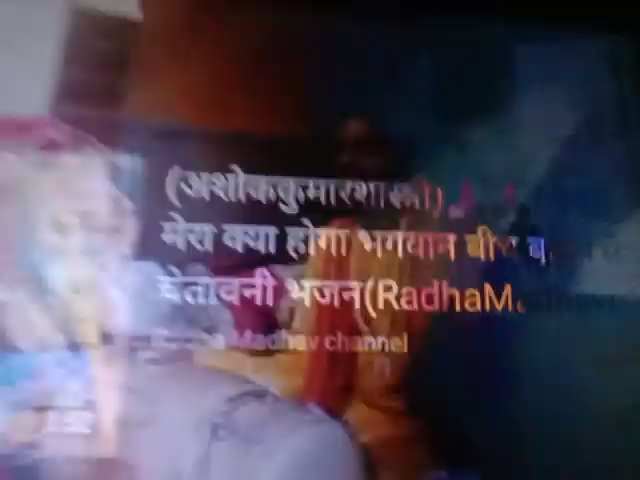 (अशोककुमारशास्त्री)
मेरा क्या होगा भगवान बीच
चेतावनी भजन(RadhaM
Madhav channel